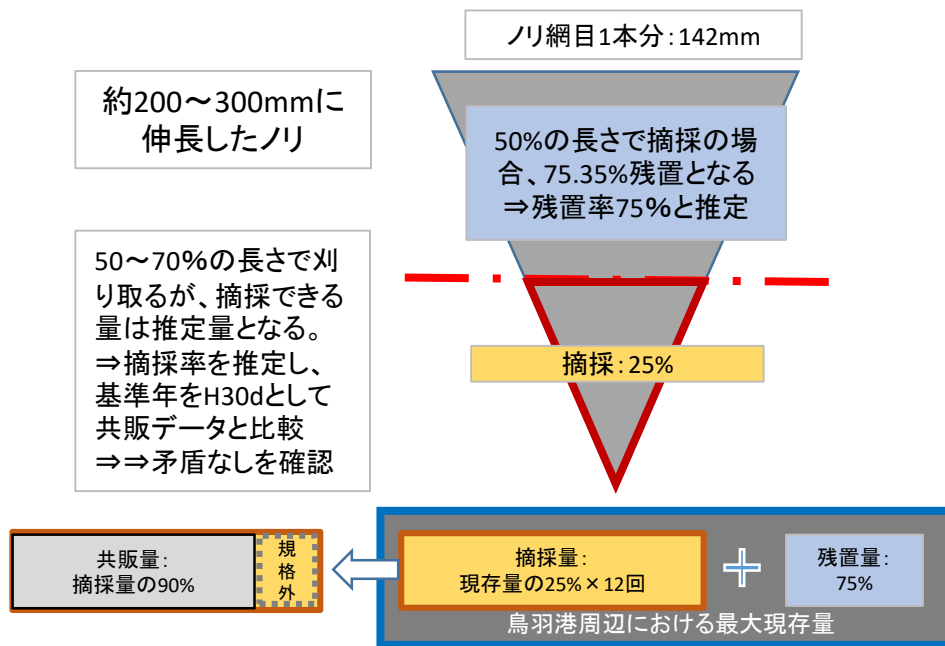 ノリ網目1本分：142mm
約200～300mmに
伸長したノリ
50%の長さで摘採の場
合、75.35%残置となる
⇒残置率75％と推定
50～70％の長さで刈
り取るが、摘採できる
量は推定量となる。
⇒摘採率を推定し、
基準年をH30dとして
共販データと比較
⇒⇒矛盾なしを確認
摘採：25%
共販量：
摘採量の90%
規
格
外
摘採量：
現存量の25%×12回
残置量：
75%
鳥羽港周辺における最大現存量